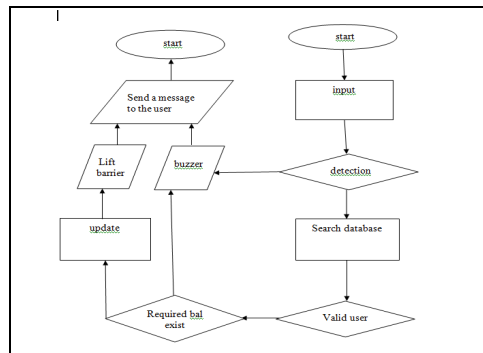 start
start
input
Send a message
to the user
Lift
barrier
buzzer
detection
update
Search database
Required bal
exist
Valid user